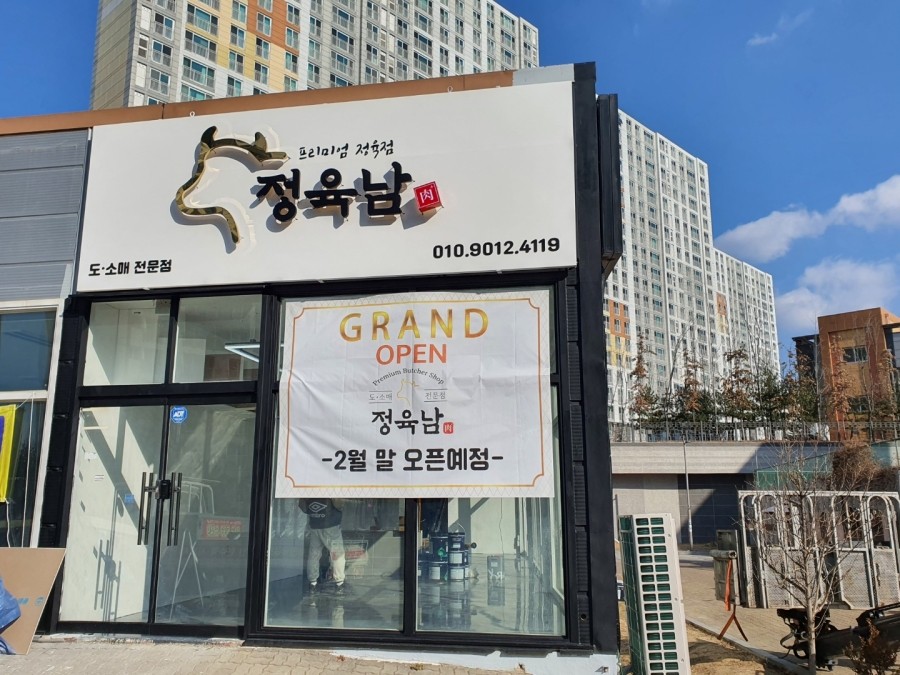 프리미엄 정육점
정육남 肉
010.9012.4119
도·소매 전문점
GRAND
OPEN
Premium Butcher Shop
도·소매 전문점
정육남 肉
-2월 말 오픈예정-
ADT